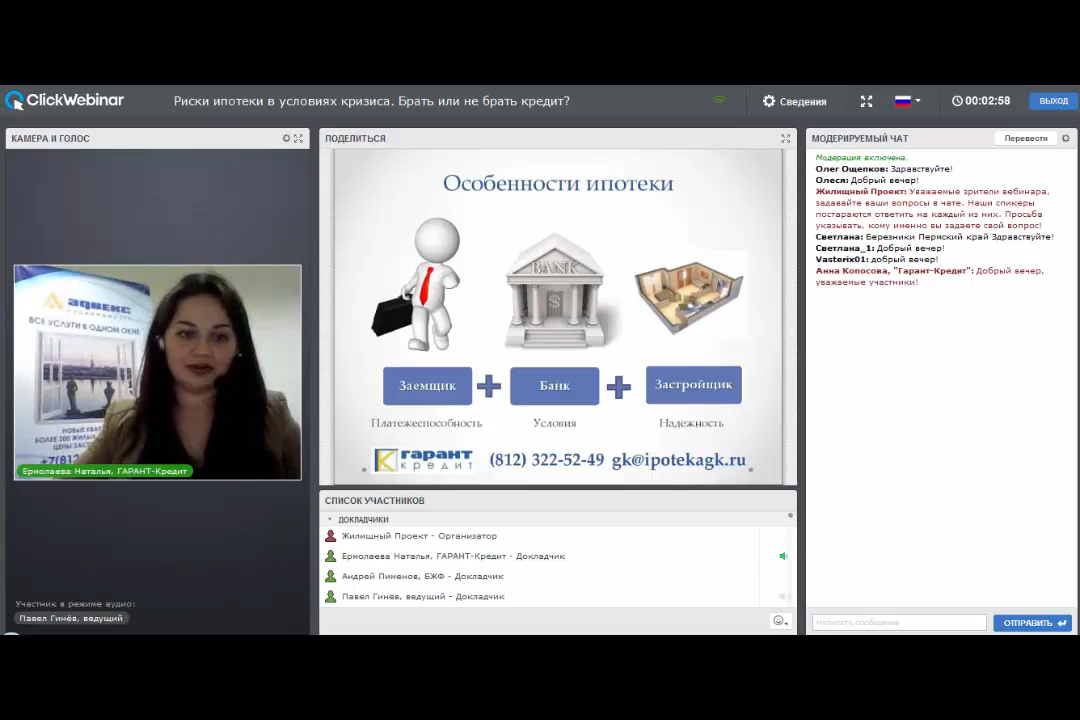 ClickWebinar
Риски ипотеки в условиях кризиса. Брать или не брать кредит?
Сведения
00:02:58
ВЫХОД
КАМЕРА И ГОЛОС
адвекс
ВСЕ УСЛУГИ В ОДНОМ ОКНЕ
+7(812
Ермолаева Наталья, ГАРАНТ-Кредит
Участник в режиме аудио:
Павел Гинёв, ведущий
ПОДЕЛИТЬСЯ
Особенности ипотеки
BANK
$
Заемщик
Банк
Застройщик
Платежеспособность
Условия
Надежность
гарант
кредит
(812) 322-52-49 gk@ipotekagk.ru
СПИСОК УЧАСТНИКОВ
ДОКЛАДЧИКИ
Жилищный Проект - Организатор
Ермолаева Наталья, ГАРАНТ-Кредит - Докладчик
Андрей Пименов, БЖФ - Докладчик
Павел Гинёв, ведущий - Докладчик
МОДЕРИРУЕМЫЙ ЧАТ
Перевести
Модерация включена.
Олег Ощепков: Здравствуйте!
Олеся: Добрый вечер!
Жилищный Проект: Уважаемые зрители вебинара,
задавайте ваши вопросы в чате. Наши спикеры
постараются ответить на каждый из них. Просьба
указывать, кому именно вы задаете свой вопрос!
Светлана: Березники Пермский край Здравствуйте!
Светлана_1: Добрый вечер!
Vasterix01: добрый вечер!
Анна Копосова, "Гарант-Кредит": Добрый вечер,
уважаемые участники!
Написать сообщение
ОТПРАВИТЬ